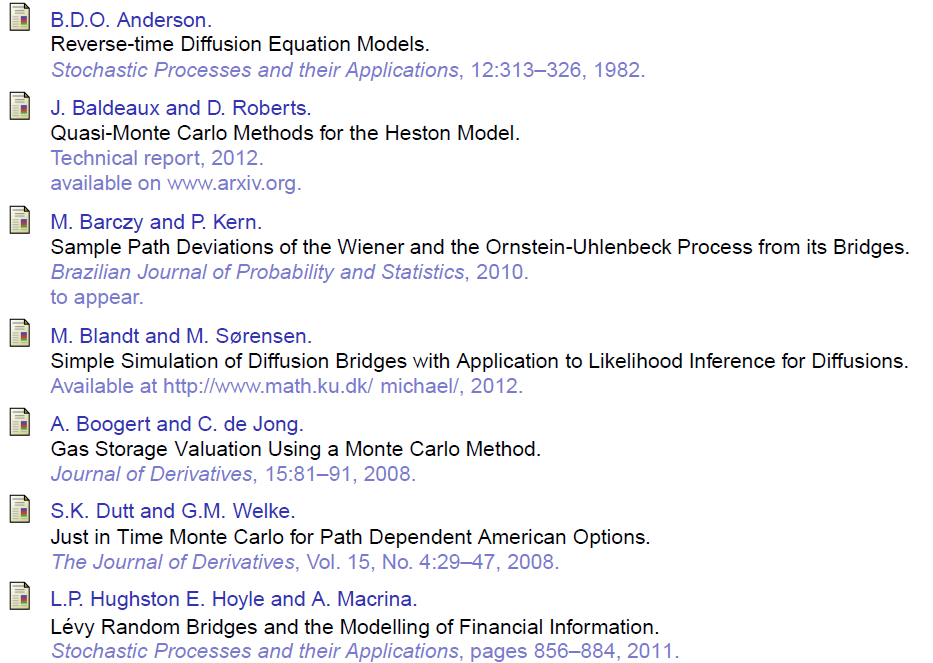 B.D.O. Anderson.
Reverse-time Diffusion Equation Models.
Stochastic Processes and their Applications, 12:313–326, 1982.
J. Baldeaux and D. Roberts.
Quasi-Monte Carlo Methods for the Heston Model.
Technical report, 2012.
available on www.arxiv.org.
M. Barczy and P. Kern.
Sample Path Deviations of the Wiener and the Ornstein-Uhlenbeck Process from its Bridges.
Brazilian Journal of Probability and Statistics, 2010.
to appear.
M. Blandt and M. Sørensen.
Simple Simulation of Diffusion Bridges with Application to Likelihood Inference for Diffusions.
Available at http://www.math.ku.dk/ michael/, 2012.
A. Boogert and C. de Jong.
Gas Storage Valuation Using a Monte Carlo Method.
Journal of Derivatives, 15:81–91, 2008.
S.K. Dutt and G.M. Welke.
Just in Time Monte Carlo for Path Dependent American Options.
The Journal of Derivatives, Vol. 15, No. 4:29–47, 2008.
L.P. Hughston E. Hoyle and A. Macrina.
Lévy Random Bridges and the Modelling of Financial Information.
Stochastic Processes and their Applications, pages 856–884, 2011.